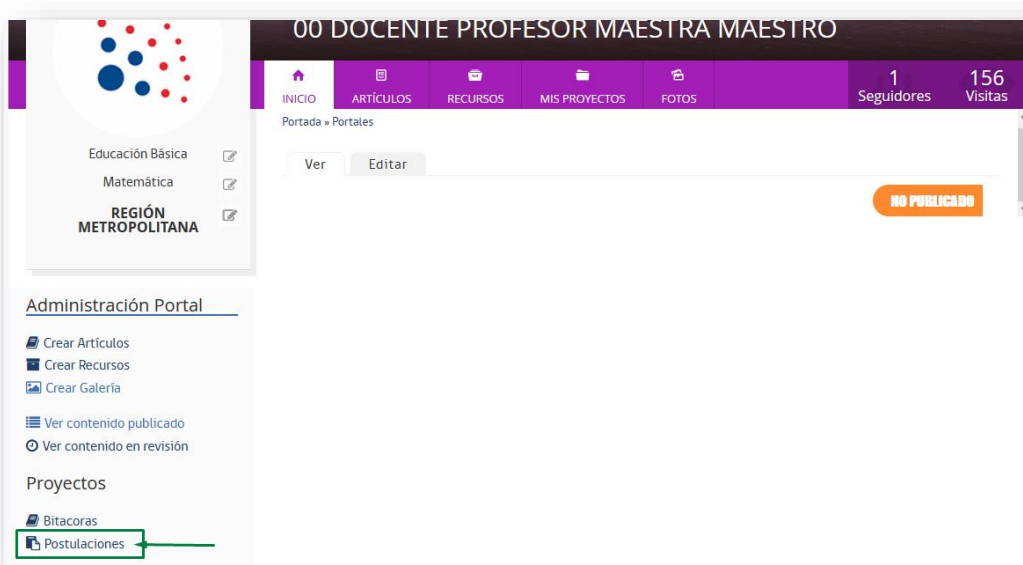 00 DOCENTE PROFESOR MAESTRA MAESTRO
INICIO
ARTÍCULOS
RECURSOS
MIS PROYECTOS
FOTOS
1
Seguidores
156
Visitas
Portada » Portales
Ver
Editar
NO PUBLICADO
Educación Básica
Matemática
REGIÓN
METROPOLITANA
Administración Portal
Crear Artículos
Crear Recursos
Crear Galería
Ver contenido publicado
Ver contenido en revisión
Proyectos
Bitacoras
Postulaciones